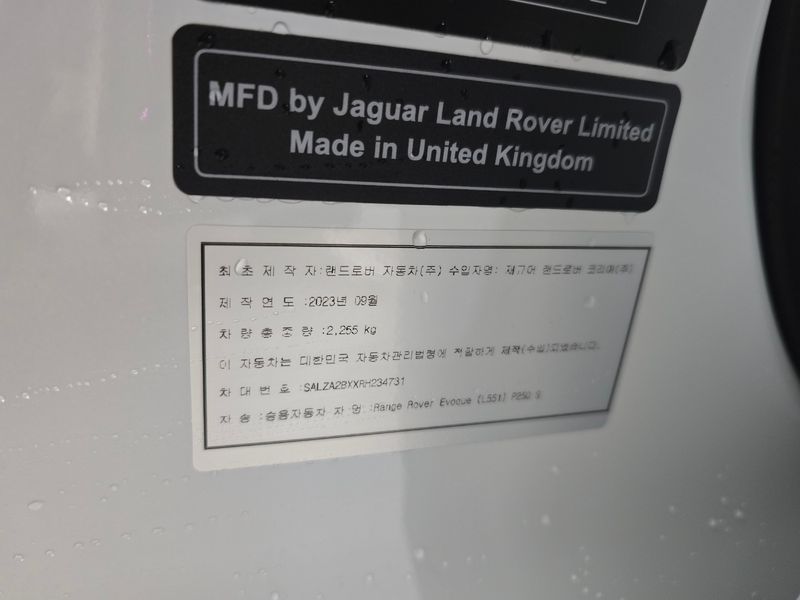 MFD by Jaguar Land Rover Limited
Made in United Kingdom
최 초 제 작 자 :랜드로버 자동차(주) 수입자명: 재규어 랜드로버 코리아(주)
제 작 연 도 :2023년 09월
차 량 총 중 량 :2,255 kg
이 자동차는 대한민국 자동차관리법령에 적합하게 제작(수입)되었습니다.
차 대 번 호 :SALZA2BYXRH234731
차 종 :승용자동차 차 명 :Range Rover Evoque (L551) P250 S